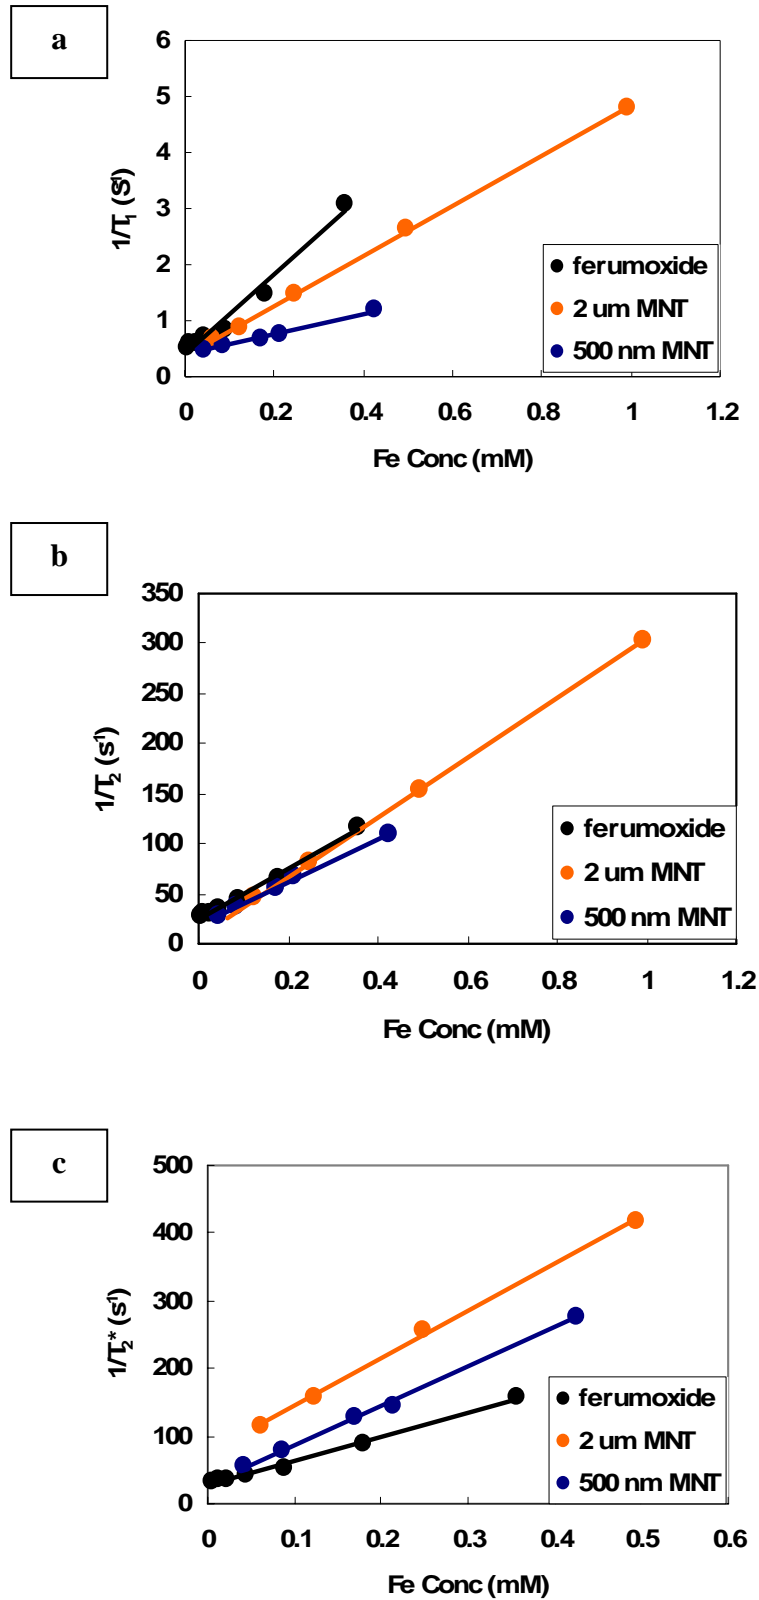 a
6
5
4
3
2
1
0
1/T₁ (S¹)
ferumoxide
2 um MNT
500 nm MNT
0 0.2 0.4 0.6 0.8 1 1.2
Fe Conc (mM)
b
350
300
250
200
150
100
50
0
1/T₂ (s¹)
ferumoxide
2 um MNT
500 nm MNT
0 0.2 0.4 0.6 0.8 1 1.2
Fe Conc (mM)
c
500
400
300
200
100
0
1/T₂* (s¹)
ferumoxide
2 um MNT
500 nm MNT
0 0.1 0.2 0.3 0.4 0.5 0.6
Fe Conc (mM)